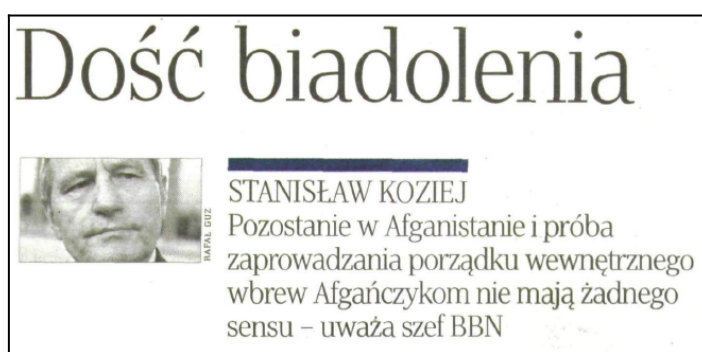 Dość biadolenia
RAFAŁ GUZ
STANISŁAW KOZIEJ
Pozostanie w Afganistanie i próba
zaprowadzania porządku wewnętrznego
wbrew Afgańczykom nie mają żadnego
sensu – uważa szef BBN